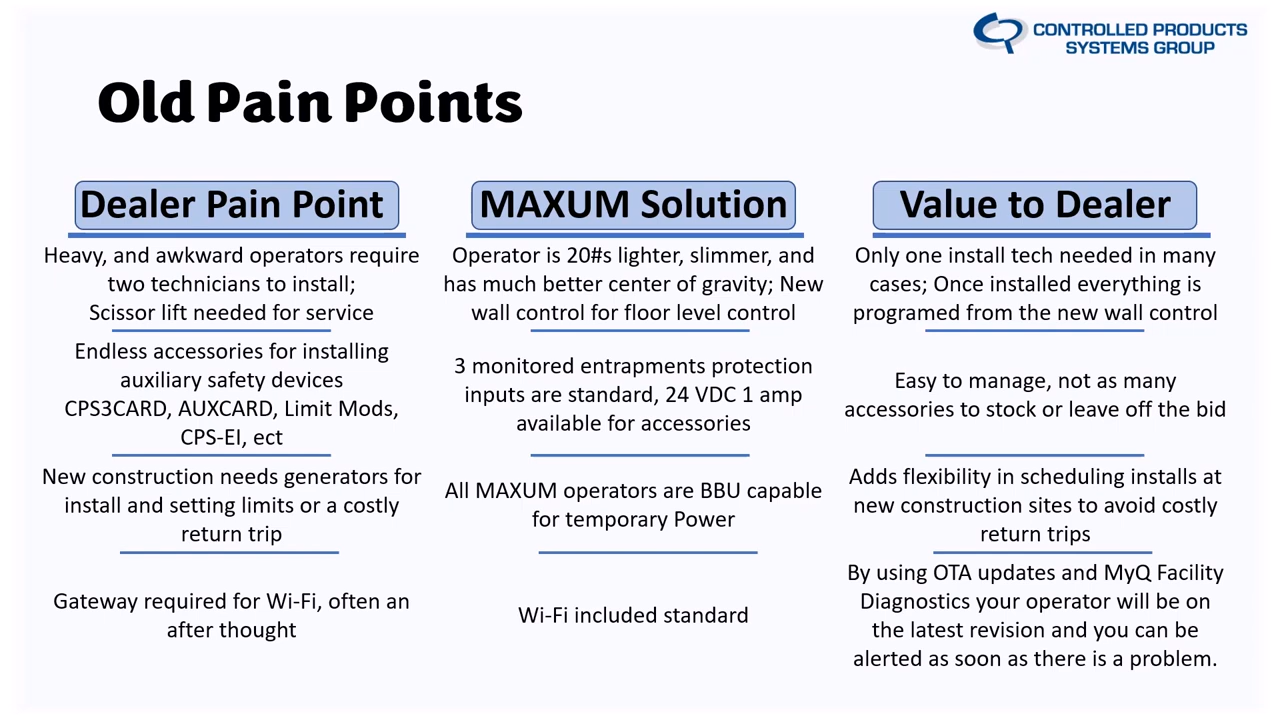 CONTROLLED PRODUCTS
SYSTEMS GROUP
Old Pain Points
Dealer Pain Point
Heavy, and awkward operators require
two technicians to install;
Scissor lift needed for service
Endless accessories for installing
auxiliary safety devices
CPS3CARD, AUXCARD, Limit Mods,
CPS-EI, ect
New construction needs generators for
install and setting limits or a costly
return trip
Gateway required for Wi-Fi, often an
after thought
MAXUM Solution
Operator is 20#s lighter, slimmer, and
has much better center of gravity; New
wall control for floor level control
3 monitored entrapments protection
inputs are standard, 24 VDC 1 amp
available for accessories
All MAXUM operators are BBU capable
for temporary Power
Wi-Fi included standard
Value to Dealer
Only one install tech needed in many
cases; Once installed everything is
programed from the new wall control
Easy to manage, not as many
accessories to stock or leave off the bid
Adds flexibility in scheduling installs at
new construction sites to avoid costly
return trips
By using OTA updates and MyQ Facility
Diagnostics your operator will be on
the latest revision and you can be
alerted as soon as there is a problem.